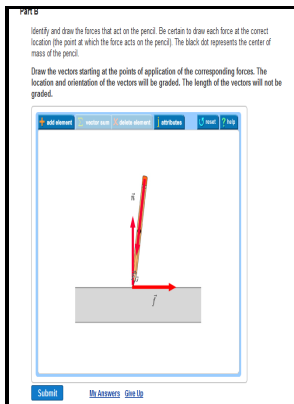 Part B
Identify and draw the forces that act on the pencil. Be certain to draw each force at the correct
location (the point at which the force acts on the pencil). The black dot represents the center of
mass of the pencil.
Draw the vectors starting at the points of application of the corresponding forces. The
location and orientation of the vectors will be graded. The length of the vectors will not be
graded.
add element vector sum delete element attributes reset ? help
f
Submit My Answers Give Up